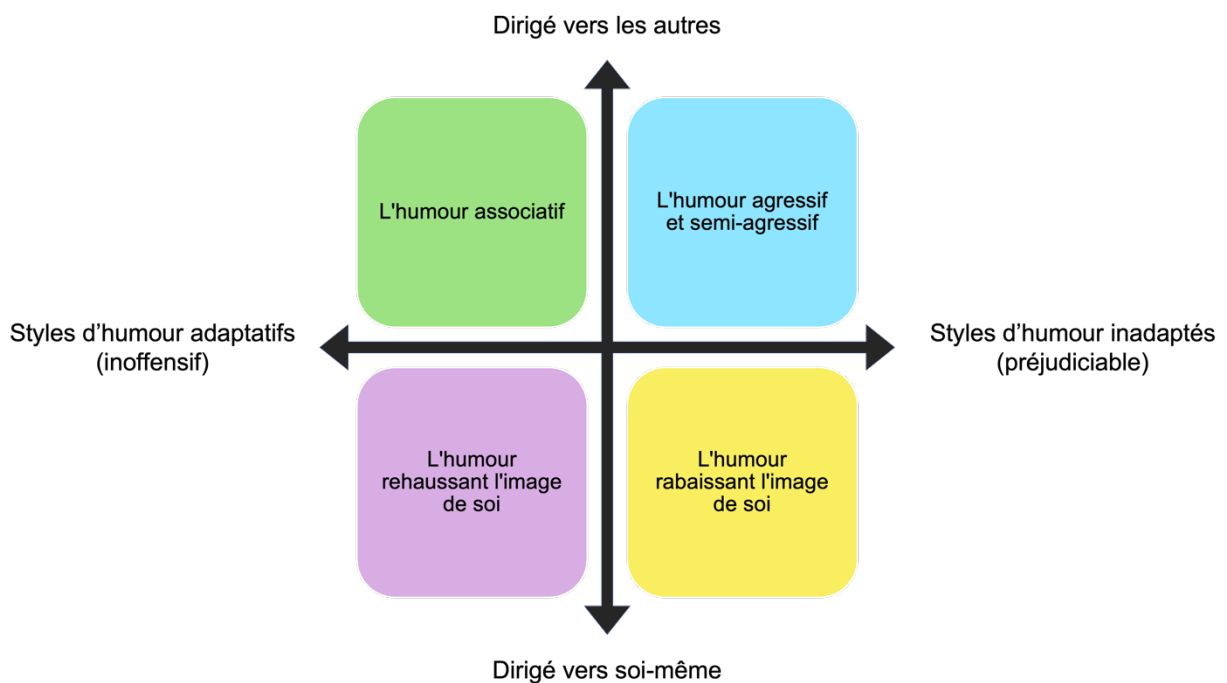 Dirigé vers les autres
L'humour associatif
L'humour agressif
et semi-agressif
Styles d’humour adaptatifs
(inoffensif)
Styles d’humour inadaptés
(préjudiciable)
L'humour
rehaussant l'image
de soi
L'humour
rabaissant l'image
de soi
Dirigé vers soi-même